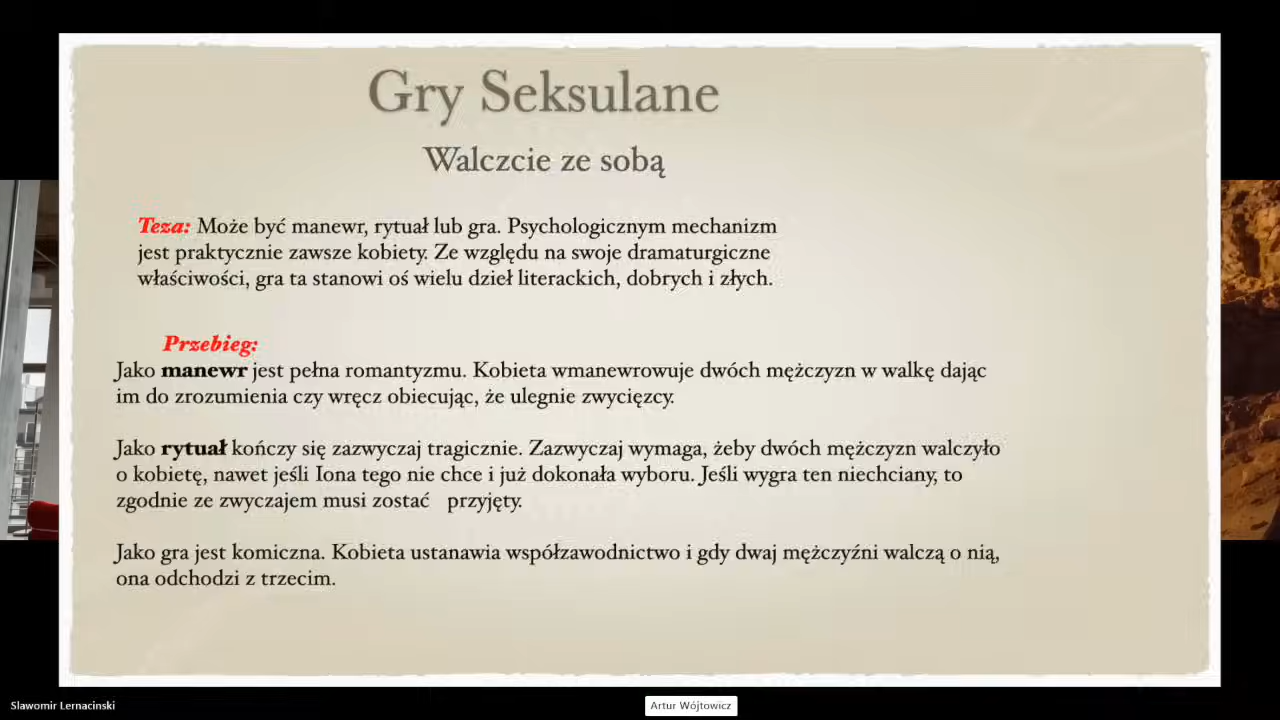 Gry Seksulane
Walczcie ze sobą
Teza: Może być manewr, rytuał lub gra. Psychologicznym mechanizm
jest praktycznie zawsze kobiety. Ze względu na swoje dramaturgiczne
właściwości, gra ta stanowi oś wielu dzieł literackich, dobrych i złych.
Przebieg:
Jako manewr jest pełna romantyzmu. Kobieta wmanewrowuje dwóch mężczyzn w walkę dając
im do zrozumienia czy wręcz obiecując, że ulegnie zwycięzcy.
Jako rytuał kończy się zazwyczaj tragicznie. Zazwyczaj wymaga, żeby dwóch mężczyzn walczyło
o kobietę, nawet jeśli Iona tego nie chce i już dokonała wyboru. Jeśli wygra ten niechciany, to
zgodnie ze zwyczajem musi zostać przyjęty.
Jako gra jest komiczna. Kobieta ustanawia współzawodnictwo i gdy dwaj mężczyźni walczą o nią,
ona odchodzi z trzecim.
Slawomir Lernacinski
Artur Wójtowicz